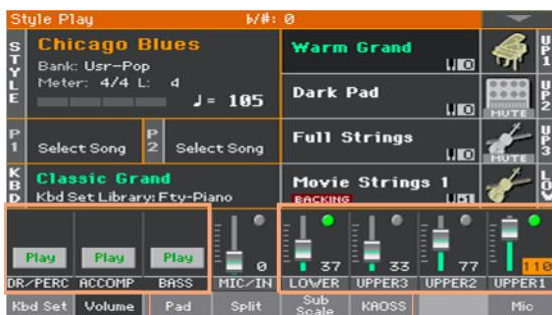 Style Play ♭/#: 0
STYLE
Chicago Blues
Bank: Usr-Pop
Meter: 4/4 L: 4
♩= 105
Warm Grand
UP1
Dark Pad
MUTE
UP2
P1 Select Song P2 Select Song
Full Strings
MUTE
UP3
KBD
Classic Grand
Kbd Set Library: Fty-Piano
Movie Strings 1
BACKING
LOW
Play Play Play 0 37 33 77 110
DR/PERC ACCOMP BASS MIC/IN LOWER UPPER3 UPPER2 UPPER1
Kbd Set Volume Pad Split Sub Scale KAOSS Mic